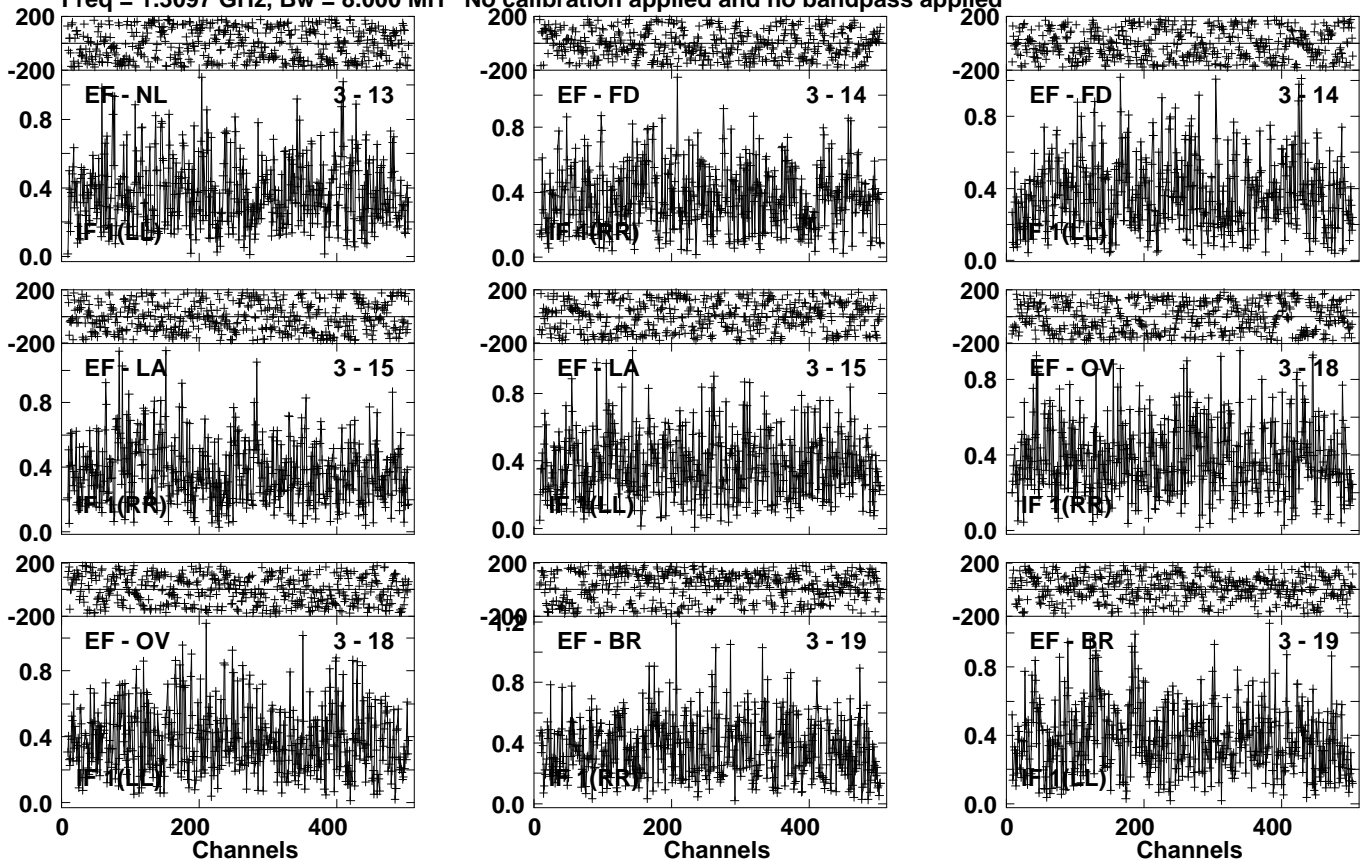 Freq = 1.3097 GHz, Bw = 8.000 MH No calibration applied and no bandpass applied
200
-200
EF - NL 3 - 13
0.8
0.4
IF 1(LL)
0.0
200
-200
EF - FD 3 - 14
0.8
0.4
IF 1(RR)
0.0
200
-200
EF - FD 3 - 14
0.8
0.4
IF 1(LL)
0.0
200
-200
EF - LA 3 - 15
0.8
0.4
IF 1(RR)
0.0
200
-200
EF - LA 3 - 15
0.8
0.4
IF 1(LL)
0.0
200
-200
EF - OV 3 - 18
0.8
0.4
IF 1(RR)
0.0
200
-200
EF - OV 3 - 18
0.8
0.4
IF 1(LL)
0.0
0 200 400
Channels
200
-200
1.2
EF - BR 3 - 19
0.8
0.4
IF 1(RR)
0.0
0 200 400
Channels
200
-200
EF - BR 3 - 19
0.8
0.4
IF 1(LL)
0.0
0 200 400
Channels